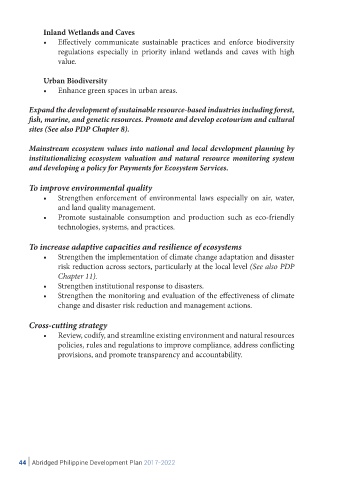 Inland Wetlands and Caves
• Effectively communicate sustainable practices and enforce biodiversity
regulations especially in priority inland wetlands and caves with high
value.
Urban Biodiversity
• Enhance green spaces in urban areas.
Expand the development of sustainable resource-based industries including forest,
fish, marine, and genetic resources. Promote and develop ecotourism and cultural
sites (See also PDP Chapter 8).
Mainstream ecosystem values into national and local development planning by
institutionalizing ecosystem valuation and natural resource monitoring system
and developing a policy for Payments for Ecosystem Services.
To improve environmental quality
• Strengthen enforcement of environmental laws especially on air, water,
and land quality management.
• Promote sustainable consumption and production such as eco-friendly
technologies, systems, and practices.
To increase adaptive capacities and resilience of ecosystems
• Strengthen the implementation of climate change adaptation and disaster
risk reduction across sectors, particularly at the local level (See also PDP
Chapter 11).
• Strengthen institutional response to disasters.
• Strengthen the monitoring and evaluation of the effectiveness of climate
change and disaster risk reduction and management actions.
Cross-cutting strategy
• Review, codify, and streamline existing environment and natural resources
policies, rules and regulations to improve compliance, address conflicting
provisions, and promote transparency and accountability.
44 | Abridged Philippine Development Plan 2017-2022